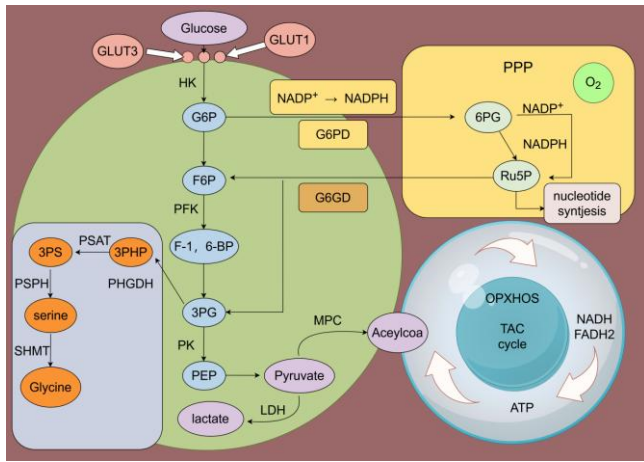 Glucose
GLUT3
GLUT1
HK
G6P
NADP⁺ → NADPH
G6PD
PPP
O₂
6PG
NADP⁺
NADPH
Ru5P
nucleotide
syntjesis
F6P
G6GD
PFK
F-1, 6-BP
3PS
PSAT
3PHP
PSPH
PHGDH
serine
SHMT
Glycine
3PG
PK
PEP
MPC
Pyruvate
Aceylcoa
lactate
LDH
OPXHOS
TAC
cycle
NADH
FADH2
ATP